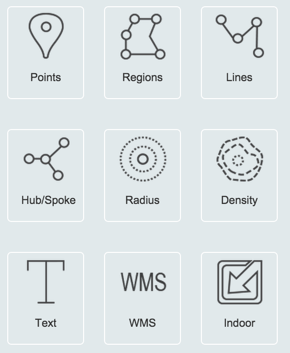 Points
Regions
Lines
Hub/Spoke
Radius
Density
T
Text
WMS
WMS
Indoor